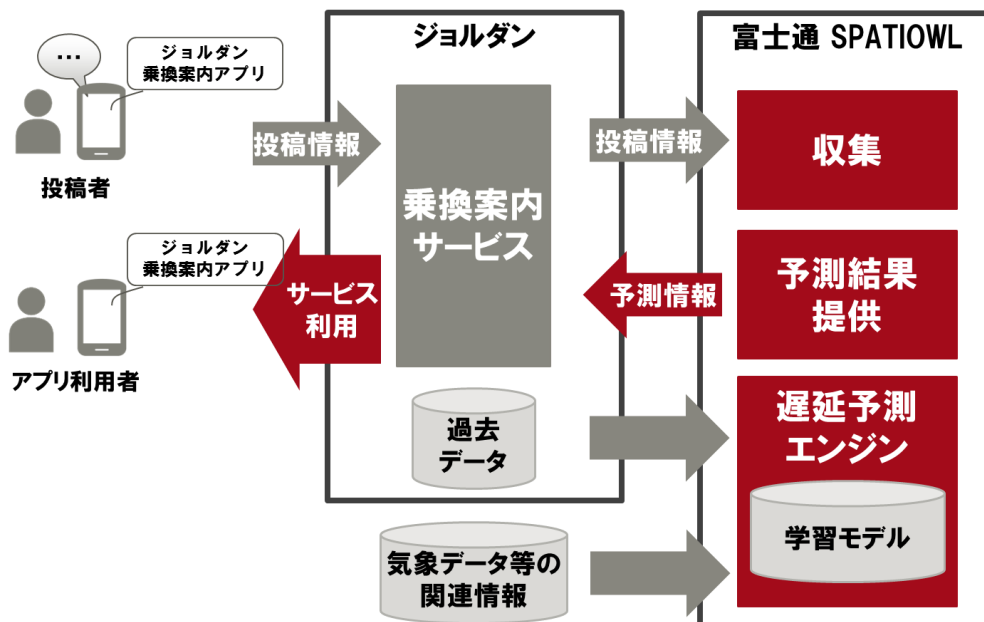 ...
ジョルダン
乗換案内アプリ
投稿者
ジョルダン
乗換案内アプリ
アプリ利用者
投稿情報
サービス
利用
ジョルダン
乗換案内
サービス
過去
データ
気象データ等の
関連情報
投稿情報
予測情報
富士通 SPATIOWL
収集
予測結果
提供
遅延予測
エンジン
学習モデル